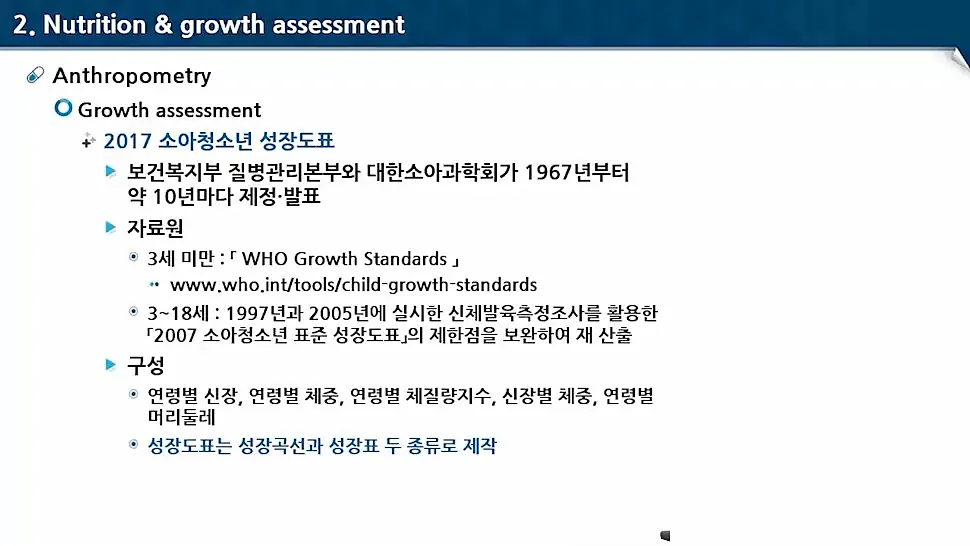 2. Nutrition & growth assessment
Anthropometry
Growth assessment
2017 소아청소년 성장도표
보건복지부 질병관리본부와 대한소아과학회가 1967년부터
약 10년마다 제정·발표
자료원
3세 미만 : 「 WHO Growth Standards 」
www.who.int/tools/child-growth-standards
3~18세 : 1997년과 2005년에 실시한 신체발육측정조사를 활용한
「2007 소아청소년 표준 성장도표」의 제한점을 보완하여 재 산출
구성
연령별 신장, 연령별 체중, 연령별 체질량지수, 신장별 체중, 연령별
머리둘레
성장도표는 성장곡선과 성장표 두 종류로 제작